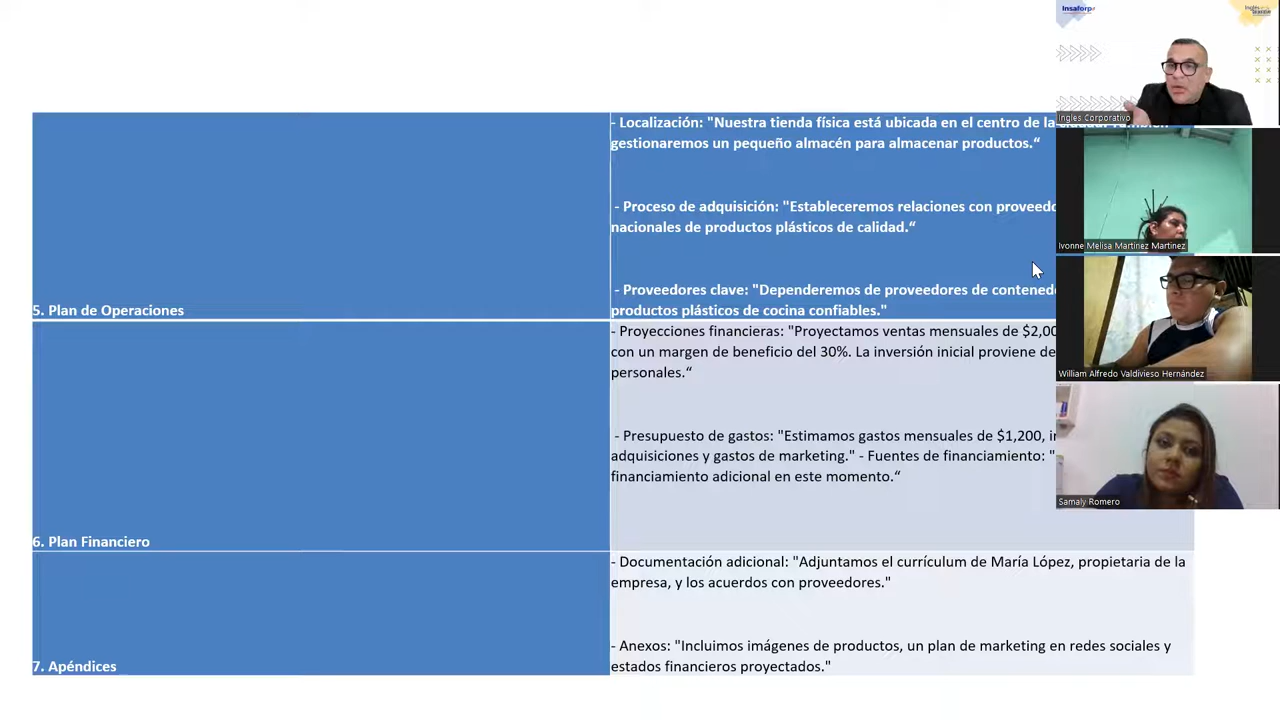 - Localización: "Nuestra tienda física está ubicada en el centro de la
gestionaremos un pequeño almacén para almacenar productos.“
- Proceso de adquisición: "Estableceremos relaciones con proveedo
nacionales de productos plásticos de calidad.“
- Proveedores clave: "Dependeremos de proveedores de contened
productos plásticos de cocina confiables."
5. Plan de Operaciones
- Proyecciones financieras: "Proyectamos ventas mensuales de $2,00
con un margen de beneficio del 30%. La inversión inicial proviene de
personales.“
- Presupuesto de gastos: "Estimamos gastos mensuales de $1,200, i
adquisiciones y gastos de marketing." - Fuentes de financiamiento: "
financiamiento adicional en este momento.“
6. Plan Financiero
- Documentación adicional: "Adjuntamos el currículum de María López, propietaria de la
empresa, y los acuerdos con proveedores."
- Anexos: "Incluimos imágenes de productos, un plan de marketing en redes sociales y
estados financieros proyectados."
7. Apéndices
Insaforp
Ingles Corporativo
Ivonne Melisa Martínez Martínez
William Alfredo Valdivieso Hernández
Samaly Romero